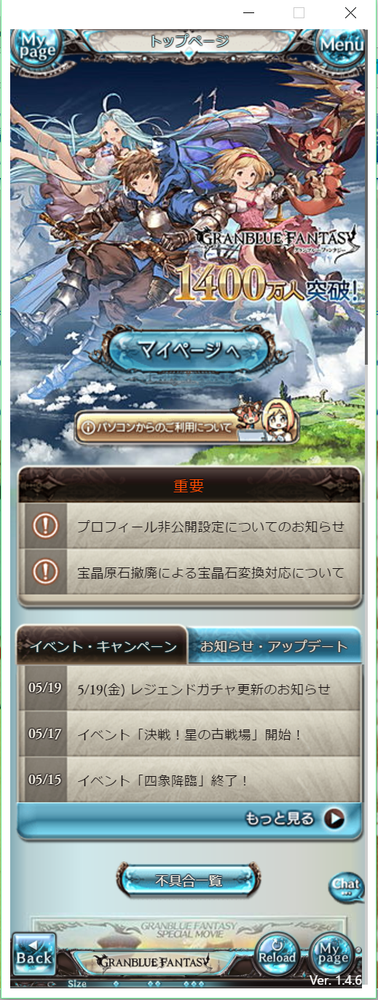 My page
トップページ
Menu
GRANBLUE FANTASY
グランブルーファンタジー
1400万人突破!
マイページへ
パソコンからのご利用について
重要
プロフィール非公開設定についてのお知らせ
宝晶原石撤廃による宝晶石変換対応について
イベント・キャンペーン
お知らせ・アップデート
05/19 5/19(金) レジェンドガチャ更新のお知らせ
05/17 イベント「決戦！星の古戦場」開始！
05/15 イベント「四象降臨」終了！
もっと見る
不具合一覧
Chat
GRANBLUE FANTASY
SPECIAL MOVIE
Back
GRANBLUE FANTASY
Reload
My page
Ver. 1.4.6
Size